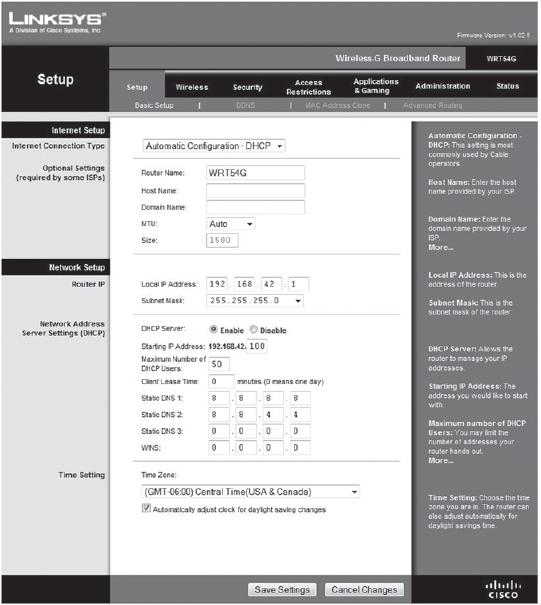 LINKSYS®
A Division of Cisco Systems, Inc.
Firmware Version: v1.02.5
Wireless-G Broadband Router WRT54G
Setup
Setup Wireless Security Access Restrictions Applications & Gaming Administration Status
Basic Setup | DDNS | MAC Address Clone | Advanced Routing
Internet Setup
Internet Connection Type
Automatic Configuration - DHCP
Optional Settings
(required by some ISPs)
Router Name: WRT54G
Host Name:
Domain Name:
MTU: Auto
Size: 1500
Network Setup
Router IP
Local IP Address: 192 . 168 . 42 . 1
Subnet Mask: 255.255.255.0
Network Address
Server Settings (DHCP)
DHCP Server: Enable Disable
Starting IP Address: 192.168.42. 100
Maximum Number of
DHCP Users: 50
Client Lease Time: 0 minutes (0 means one day)
Static DNS 1: 8 . 8 . 8 . 8
Static DNS 2: 8 . 8 . 4 . 4
Static DNS 3: 0 . 0 . 0 . 0
WINS: 0 . 0 . 0 . 0
Time Setting
Time Zone:
(GMT-06:00) Central Time(USA & Canada)
Automatically adjust clock for daylight saving changes
Automatic Configuration -
DHCP: This setting is most
commonly used by Cable
operators.
Host Name: Enter the host
name provided by your ISP.
Domain Name: Enter the
domain name provided by your
ISP.
More...
Local IP Address: This is the
address of the router.
Subnet Mask: This is the
subnet mask of the router.
DHCP Server: Allows the
router to manage your IP
addresses.
Starting IP Address: The
address you would like to start
with.
Maximum number of DHCP
Users: You may limit the
number of addresses your
router hands out.
More...
Time Setting: Choose the time
zone you are in. The router can
also adjust automatically for
daylight savings time.
Save Settings Cancel Changes
CISCO